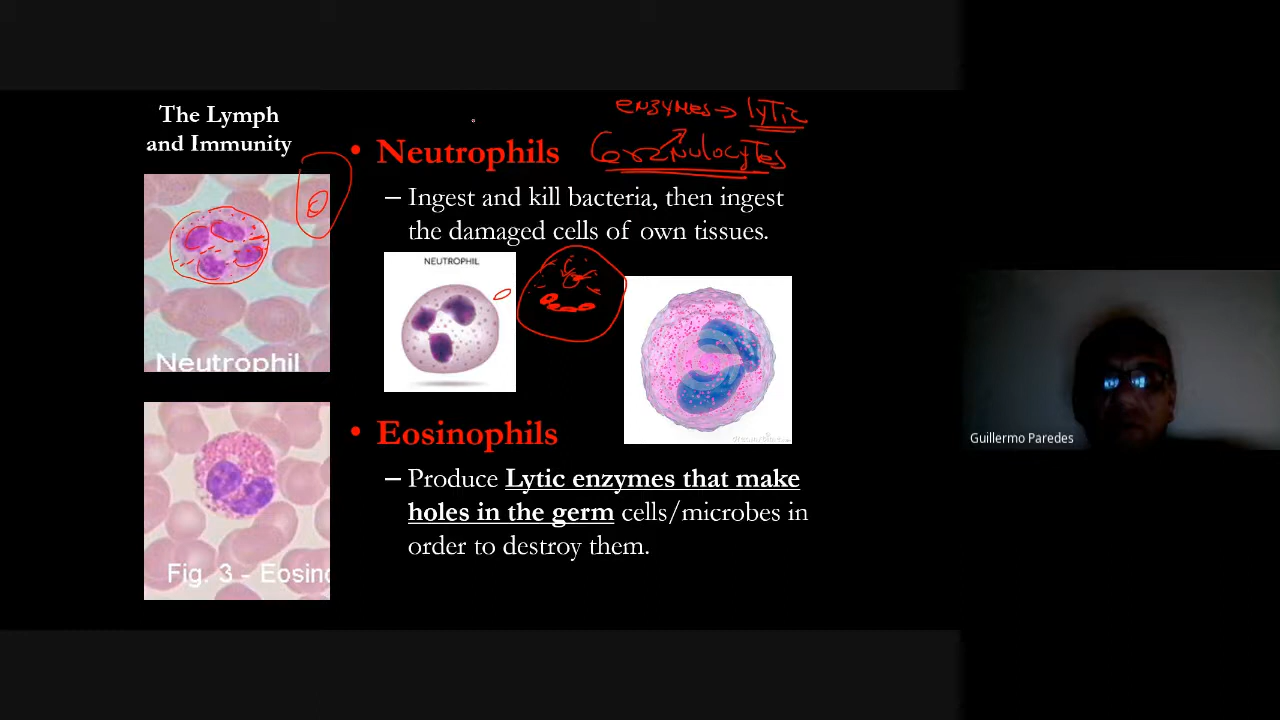 The Lymph
and Immunity
enzymes → Lytic
• Neutrophils
Granulocytes
– Ingest and kill bacteria, then ingest
the damaged cells of own tissues.
NEUTROPHIL
Neutrophil
• Eosinophils
– Produce Lytic enzymes that make
holes in the germ cells/microbes in
order to destroy them.
Fig. 3 - Eosino
Guillermo Paredes